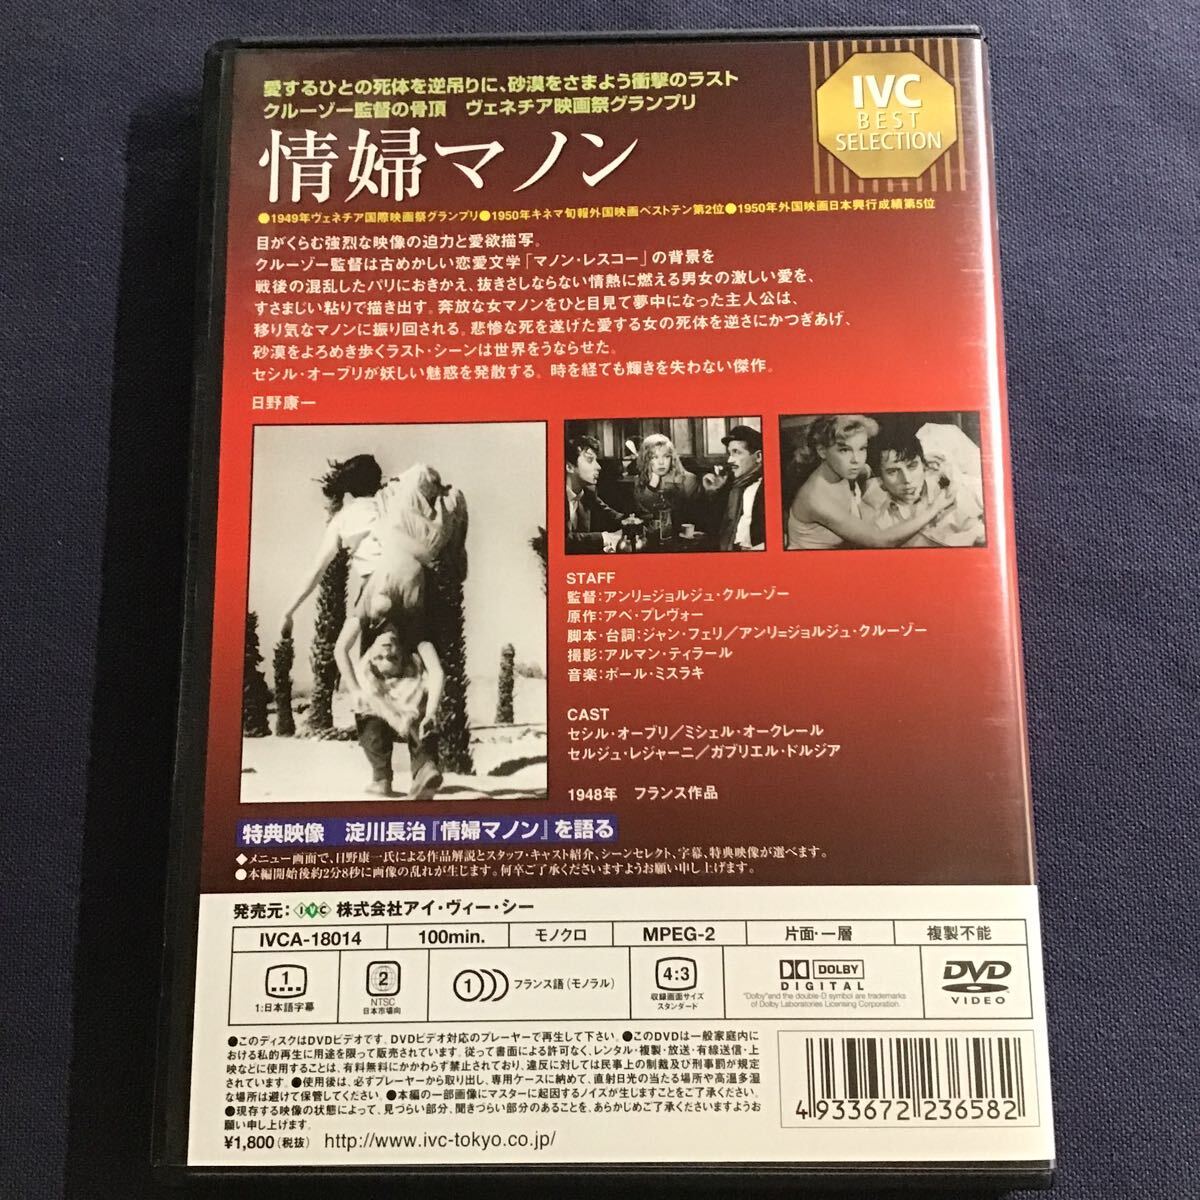 愛するひとの死体を逆吊りに、砂漠をさまよう衝撃のラスト
クルーゾー監督の骨頂　ヴェネチア映画祭グランプリ
IVC
BEST
SELECTION
情婦マノン
●1949年ヴェネチア国際映画祭グランプリ●1950年キネマ旬報外国映画ベストテン第2位●1950年外国映画日本興行成績第5位
目がくらむ強烈な映像の迫力と愛欲描写。
クルーゾー監督は古めかしい恋愛文学「マノン・レスコー」の背景を
戦後の混乱したパリにおきかえ、抜きさしならない情熱に燃える男女の激しい愛を、
すさまじい粘りで描き出す。奔放な女マノンをひと目見て夢中になった主人公は、
移り気なマノンに振り回される。悲惨な死を遂げた愛する女の死体を逆さにかつぎあげ、
砂漠をよろめき歩くラスト・シーンは世界をうならせた。
セシル・オーブリが妖しい魅惑を発散する。時を経ても輝きを失わない傑作。
日野康一
STAFF
監督：アンリ=ジョルジュ・クルーゾー
原作：アベ・プレヴォー
脚本・台詞：ジャン・フェリ／アンリ=ジョルジュ・クルーゾー
撮影：アルマン・ティラール
音楽：ポール・ミスラキ
CAST
セシル・オーブリ／ミシェル・オークレール
セルジュ・レジャーニ／ガブリエル・ドルジア
1948年　フランス作品
特典映像　淀川長治『情婦マノン』を語る
◆メニュー画面で、日野康一氏による作品解説とスタッフ・キャスト紹介、シーンセレクト、字幕、特典映像が選べます。
●本編開始後約2分8秒に画像の乱れが生じます。何卒ご了承くださいますようお願い申し上げます。
発売元：IVC 株式会社アイ・ヴィー・シー
IVCA-18014 100min. モノクロ MPEG-2 片面・一層 複製不能
1 1:日本語字幕
2 NTSC 日本市場向
1 フランス語（モノラル）
4:3 収録画面サイズ スタンダード
DOLBY DIGITAL
"Dolby"and the double-D symbol are trademarks
of Dolby Laboratories Licensing Corporation.
DVD VIDEO
●このディスクはDVDビデオです。DVDビデオ対応のプレーヤーで再生して下さい。●このDVDは一般家庭内に
おける私的再生に用途を限って販売されています。従って書面による許可なく、レンタル・複製・放送・有線送信・上
映などに使用することは、有料無料にかかわらず禁止されており、違反に対しては民事上の制裁及び刑事罰が規定
されています。●使用後は、必ずプレーヤーから取り出し、専用ケースに納めて、直射日光の当たる場所や高温多湿
な場所は避けて保管してください。●本編の一部画像にマスターに起因するノイズが生じますことをご了承ください。
●現存する映像の状態によって、見づらい部分、聞きづらい部分のあることを、あらかじめご了承くださいますようお
願い申し上げます。
¥1,800（税抜） http://www.ivc-tokyo.co.jp/
4 933672 236582